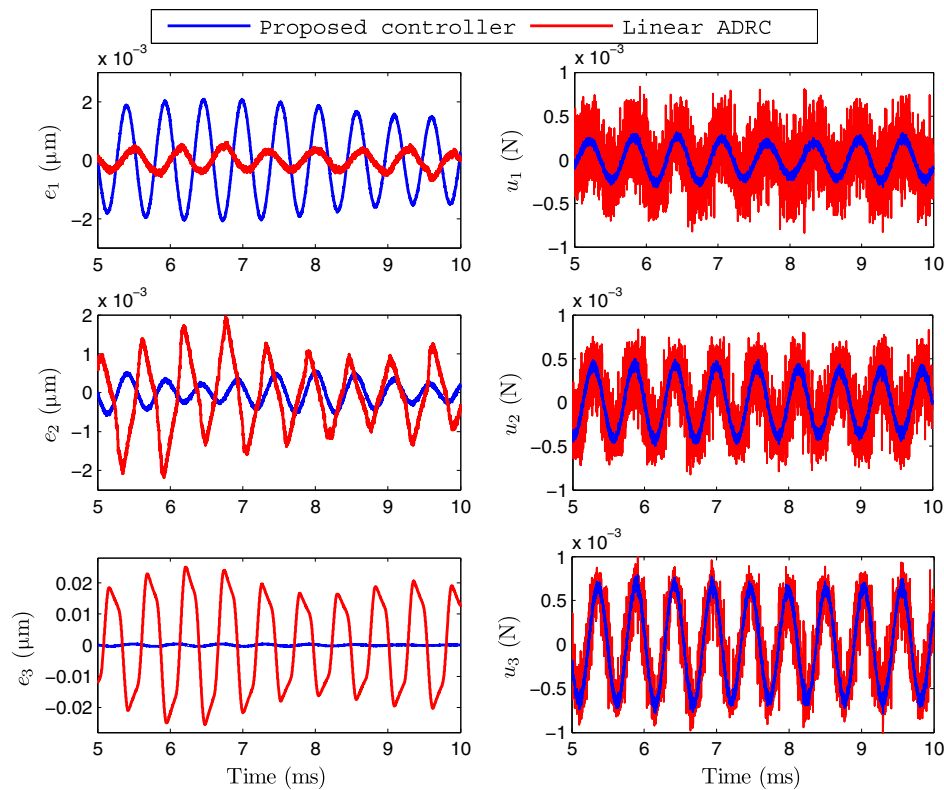 Proposed controller Linear ADRC
x 10⁻³
2
0
−2
e₁ (μm)
5 6 7 8 9 10
x 10⁻³
1
0.5
0
−0.5
−1
u₁ (N)
5 6 7 8 9 10
x 10⁻³
2
1
0
−1
−2
e₂ (μm)
5 6 7 8 9 10
x 10⁻³
1
0.5
0
−0.5
−1
u₂ (N)
5 6 7 8 9 10
0.02
0.01
0
−0.01
−0.02
e₃ (μm)
5 6 7 8 9 10
Time (ms)
x 10⁻³
1
0.5
0
−0.5
−1
u₃ (N)
5 6 7 8 9 10
Time (ms)